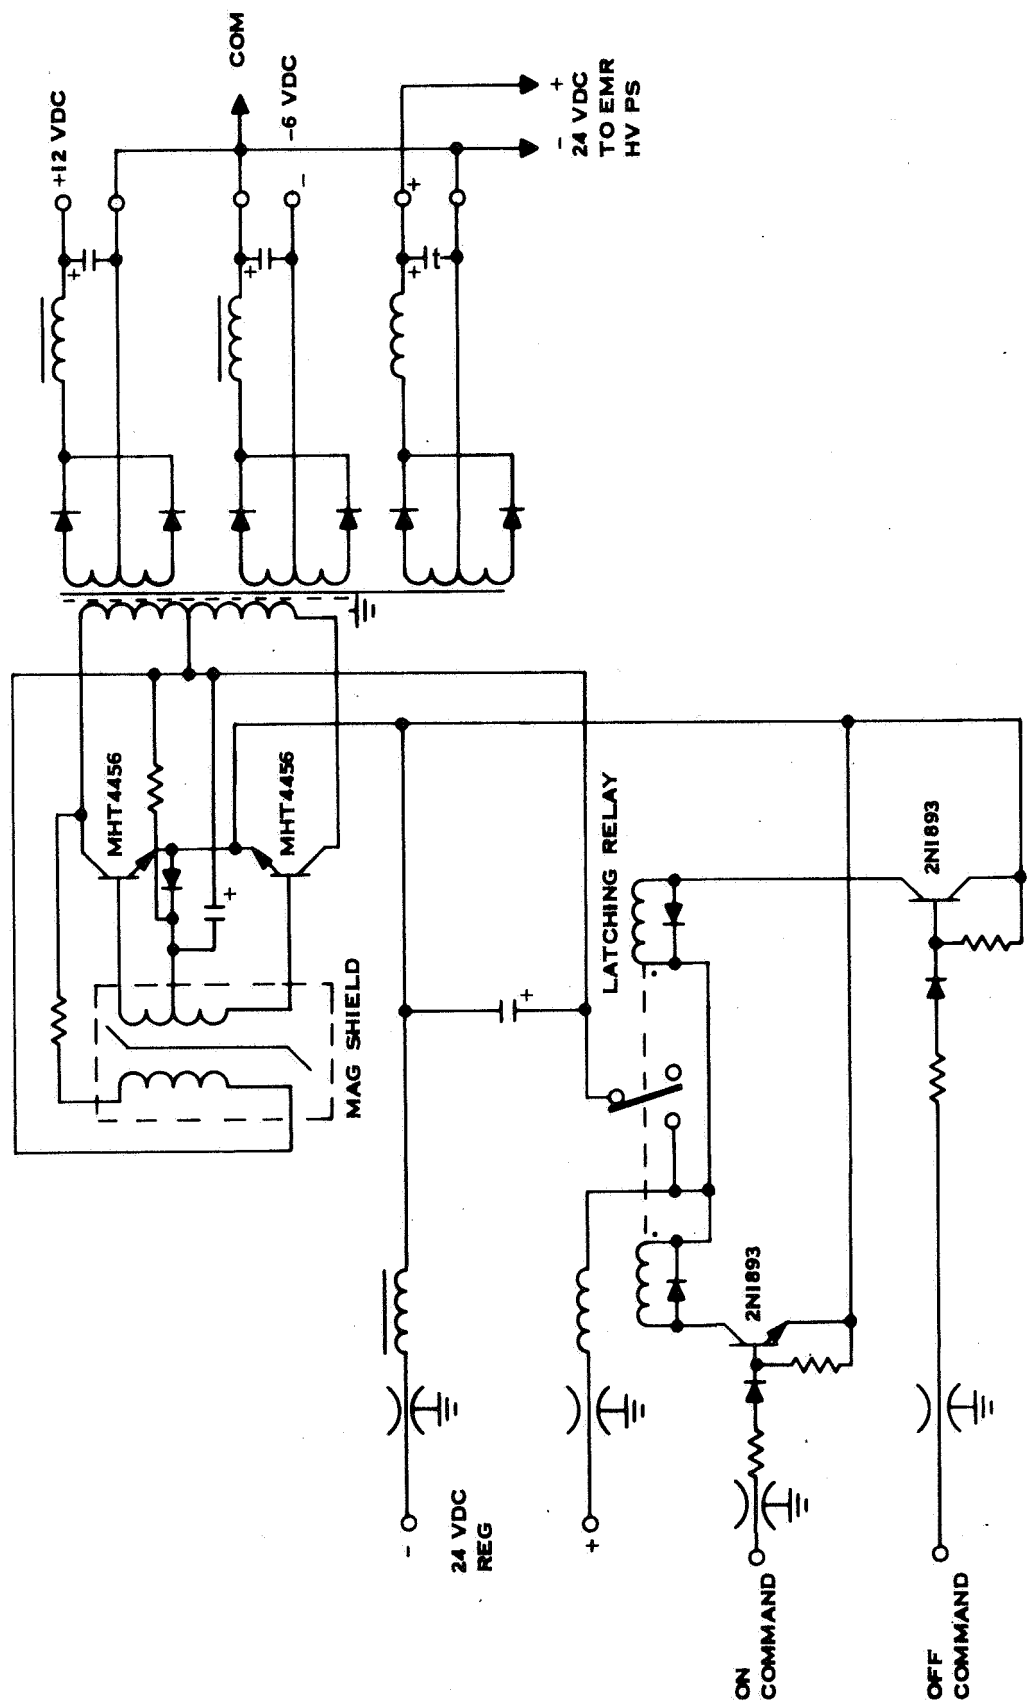 +12 VDC
COM
-6 VDC
+
-
24 VDC
TO EMR
HV PS
+
+
+
+
-
t
MHT4456
MHT4456
+
MAG SHIELD
+
LATCHING RELAY
2N1893
2N1893
-
24 VDC
REG
+
ON
COMMAND
OFF
COMMAND